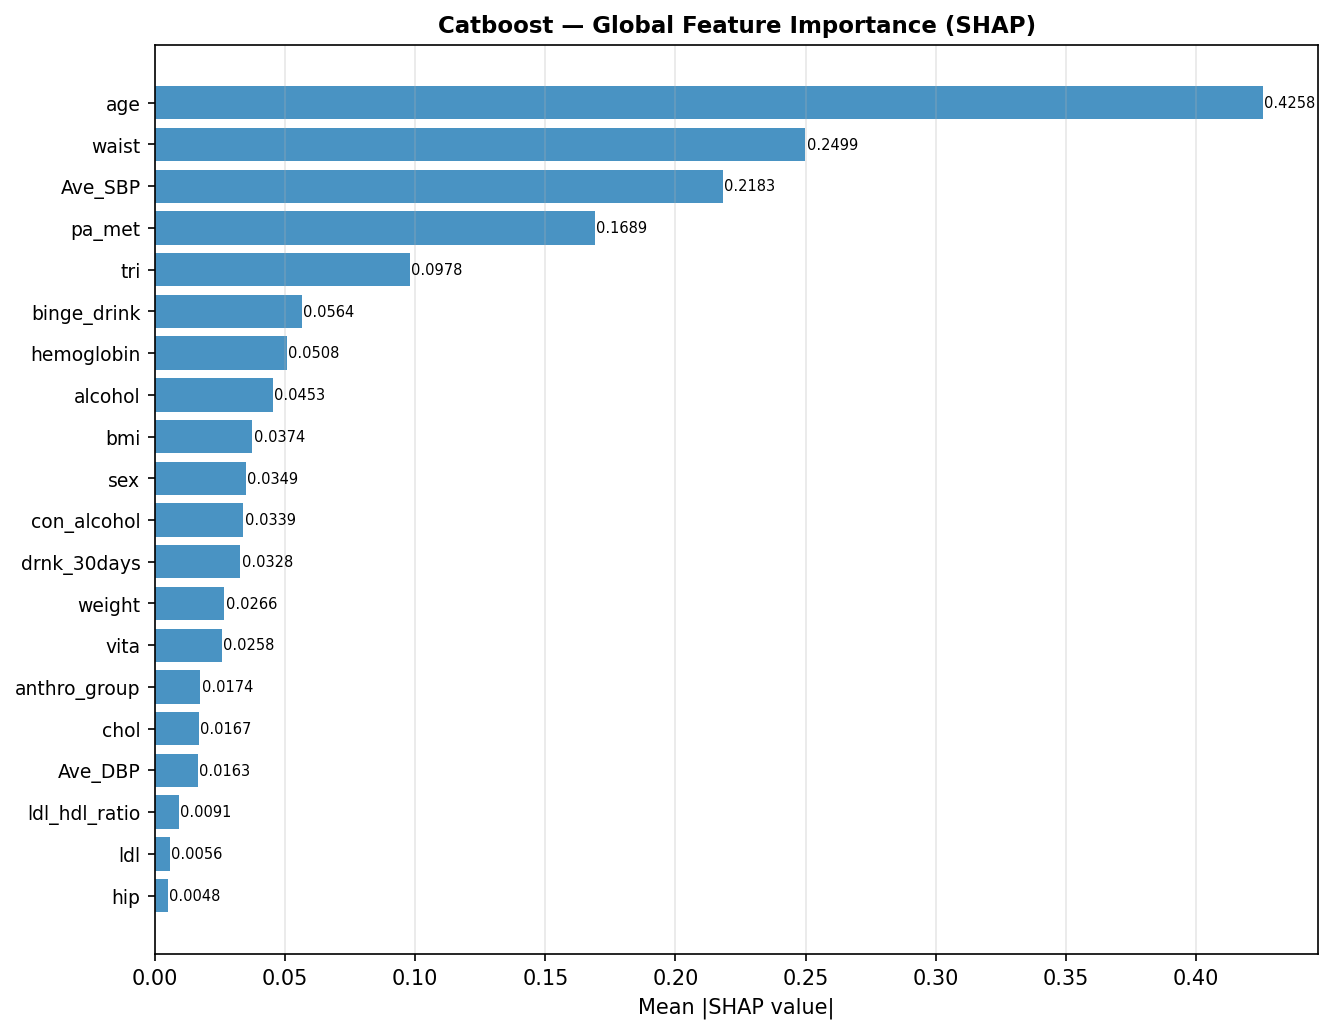 Catboost — Global Feature Importance (SHAP)
age 0.4258
waist 0.2499
Ave_SBP 0.2183
pa_met 0.1689
tri 0.0978
binge_drink 0.0564
hemoglobin 0.0508
alcohol 0.0453
bmi 0.0374
sex 0.0349
con_alcohol 0.0339
drnk_30days 0.0328
weight 0.0266
vita 0.0258
anthro_group 0.0174
chol 0.0167
Ave_DBP 0.0163
ldl_hdl_ratio 0.0091
ldl 0.0056
hip 0.0048
0.00 0.05 0.10 0.15 0.20 0.25 0.30 0.35 0.40
Mean |SHAP value|